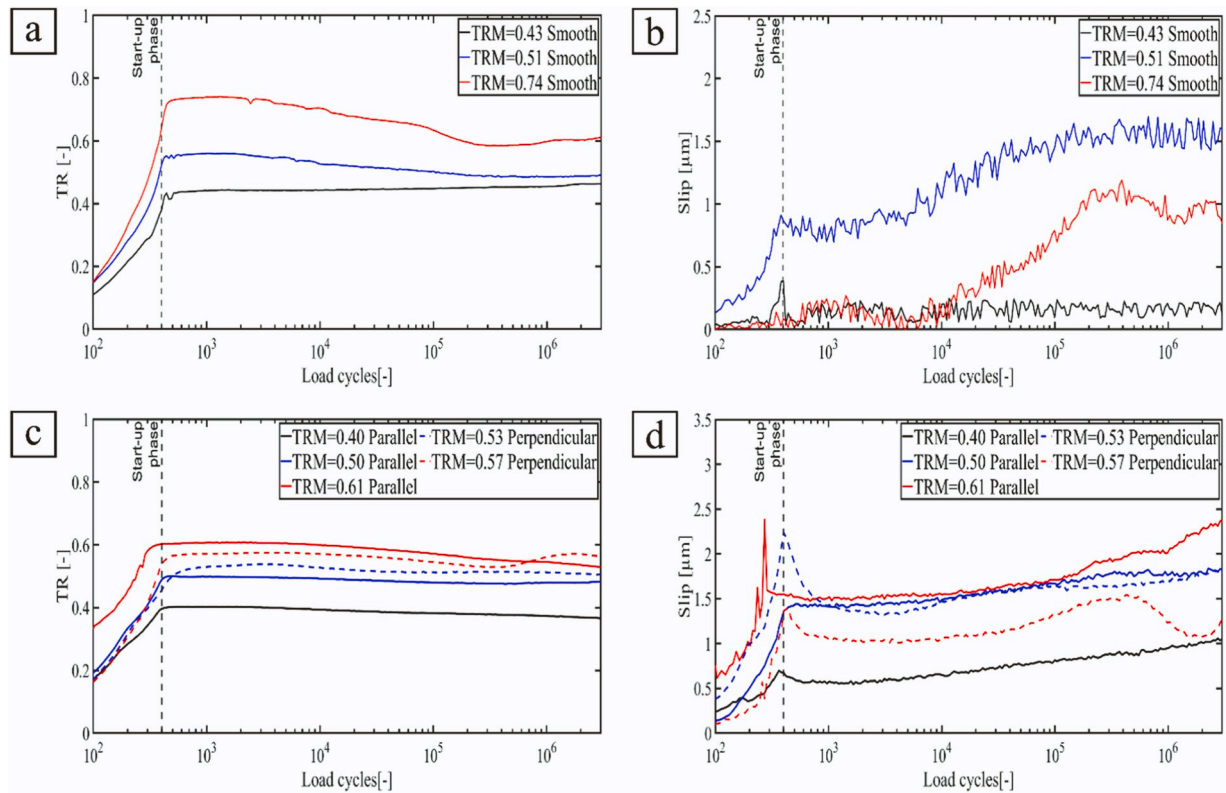 a
TR [-]
1
0.8
0.6
0.4
0.2
0
Start-up
phase
TRM=0.43 Smooth
TRM=0.51 Smooth
TRM=0.74 Smooth
10² 10³ 10⁴ 10⁵ 10⁶
Load cycles[-]
b
Slip [μm]
2.5
2
1.5
1
0.5
0
Start-up
phase
TRM=0.43 Smooth
TRM=0.51 Smooth
TRM=0.74 Smooth
10² 10³ 10⁴ 10⁵ 10⁶
Load cycles[-]
c
TR [-]
1
0.8
0.6
0.4
0.2
0
Start-up
phase
TRM=0.40 Parallel TRM=0.53 Perpendicular
TRM=0.50 Parallel TRM=0.57 Perpendicular
TRM=0.61 Parallel
10² 10³ 10⁴ 10⁵ 10⁶
Load cycles[-]
d
Slip [μm]
3.5
3
2.5
2
1.5
1
0.5
0
Start-up
phase
TRM=0.40 Parallel TRM=0.53 Perpendicular
TRM=0.50 Parallel TRM=0.57 Perpendicular
TRM=0.61 Parallel
10² 10³ 10⁴ 10⁵ 10⁶
Load cycles[-]